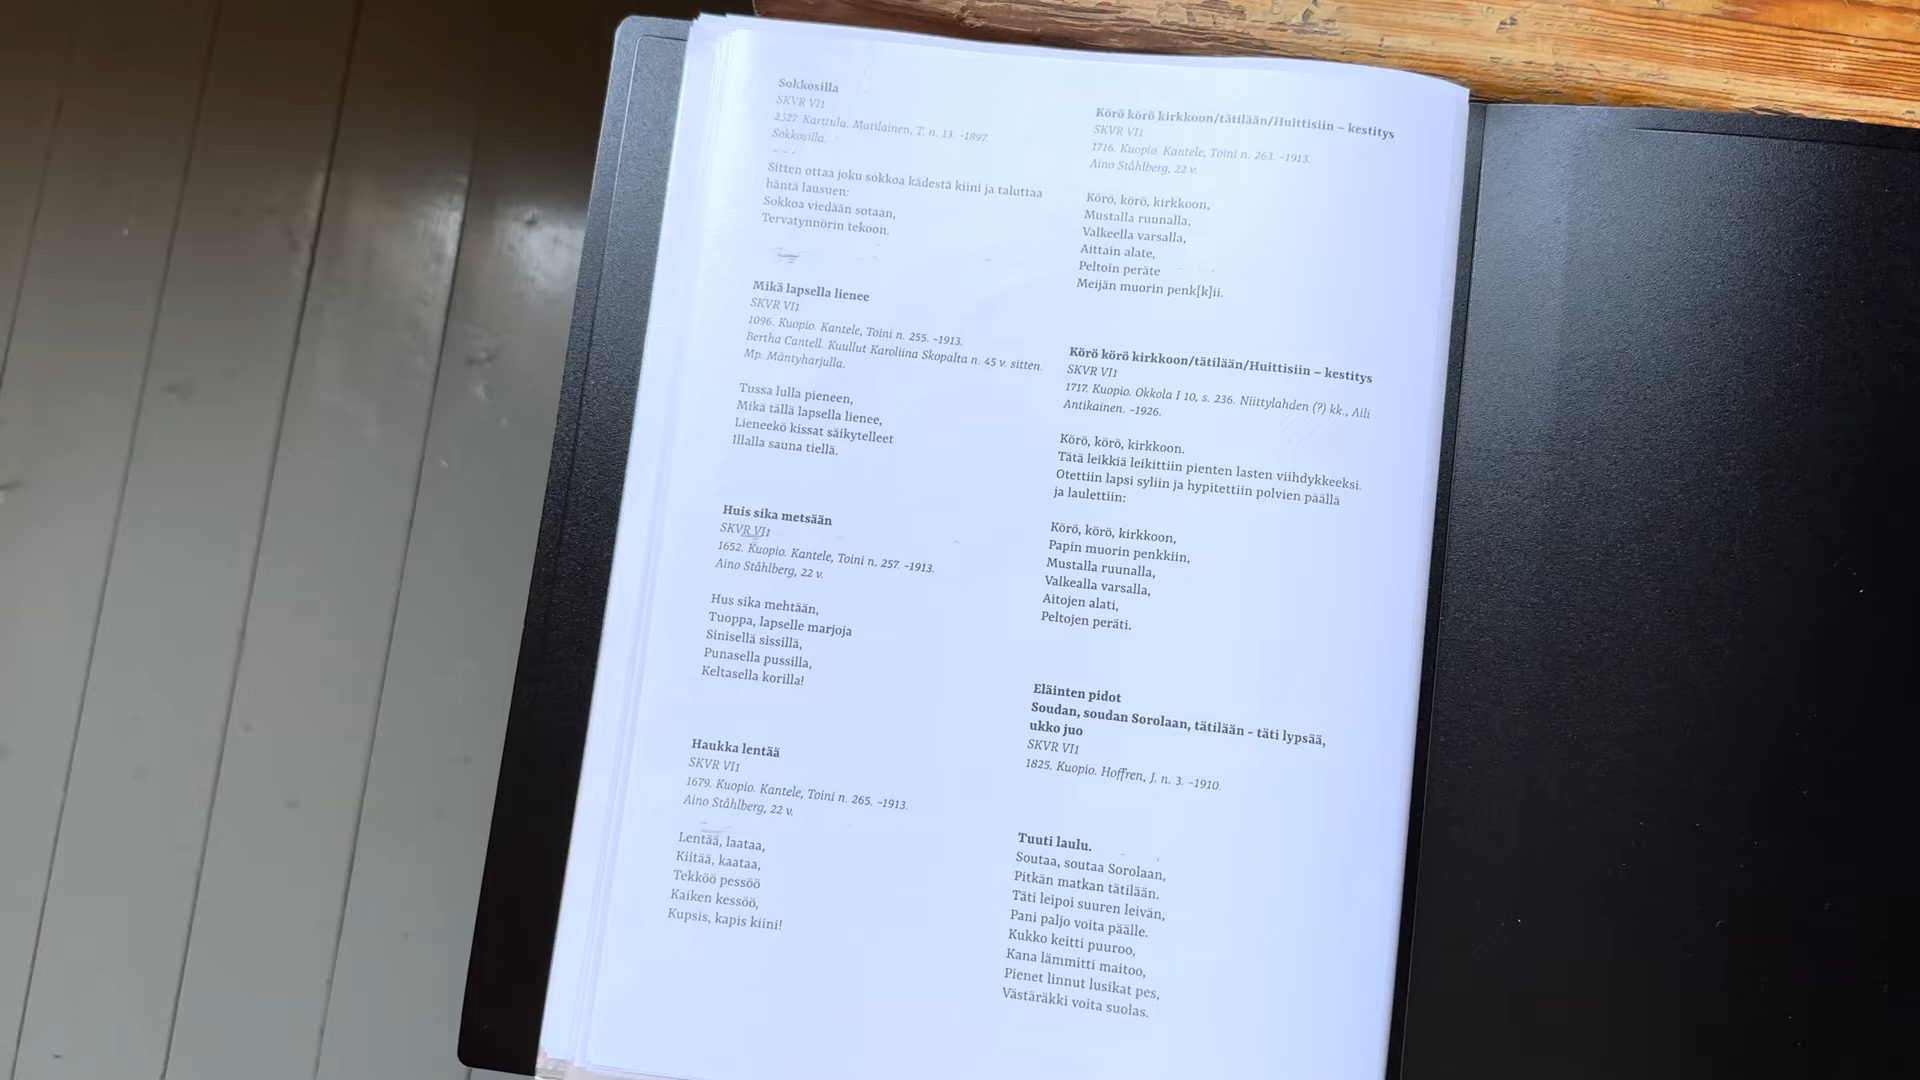 Sokkosilla
SKVR VI1
2327. Karttula. Matilainen, T. n. 13. -1897.
Sokkosilla.
Sitten ottaa joku sokkoa kädestä kiini ja taluttaa
häntä lausuen:
Sokkoa viedään sotaan,
Tervatynnörin tekoon.
Mikä lapsella lienee
SKVR VI1
1096. Kuopio. Kantele, Toini n. 255. -1913.
Bertha Cantell. Kuullut Karoliina Skopalta n. 45 v. sitten.
Mp. Mäntyharjulla.
Tussa lulla pieneen,
Mikä tällä lapsella lienee,
Lieneekö kissat säikytelleet
Illalla sauna tiellä.
Huis sika metsään
SKVR VI1
1652. Kuopio. Kantele, Toini n. 257. -1913.
Aino Ståhlberg, 22 v.
Hus sika mehtään,
Tuoppa, lapselle marjoja
Sinisellä sissillä,
Punasella pussilla,
Keltasella korilla!
Haukka lentää
SKVR VI1
1679. Kuopio. Kantele, Toini n. 265. -1913.
Aino Ståhlberg, 22 v.
Lentää, laataa,
Kiitää, kaataa,
Tekköö pessöö
Kaiken kessöö,
Kupsis, kapis kiini!
Körö körö kirkkoon/tätilään/Huittisiin – kestitys
SKVR VI1
1716. Kuopio. Kantele, Toini n. 263. -1913.
Aino Ståhlberg, 22 v.
Körö, körö, kirkkoon,
Mustalla ruunalla,
Valkeella varsalla,
Aittain alate,
Peltoin peräte
Meijän muorin penk[k]ii.
Körö körö kirkkoon/tätilään/Huittisiin – kestitys
SKVR VI1
1717. Kuopio. Okkola I 10, s. 236. Niittylahden (?) kk., Aili
Antikainen. -1926.
Körö, körö, kirkkoon.
Tätä leikkiä leikittiin pienten lasten viihdykkeeksi.
Otettiin lapsi syliin ja hypitettiin polvien päällä
ja laulettiin:
Körö, körö, kirkkoon,
Papin muorin penkkiin,
Mustalla ruunalla,
Valkealla varsalla,
Aitojen alati,
Peltojen peräti.
Eläinten pidot
Soudan, soudan Sorolaan, tätilään - täti lypsää,
ukko juo
SKVR VI1
1825. Kuopio. Hoffren, J. n. 3. -1910.
Tuuti laulu.
Soutaa, soutaa Sorolaan,
Pitkän matkan tätilään.
Täti leipoi suuren leivän,
Pani paljo voita päälle.
Kukko keitti puuroo,
Kana lämmitti maitoo,
Pienet linnut lusikat pes,
Västäräkki voita suolas.